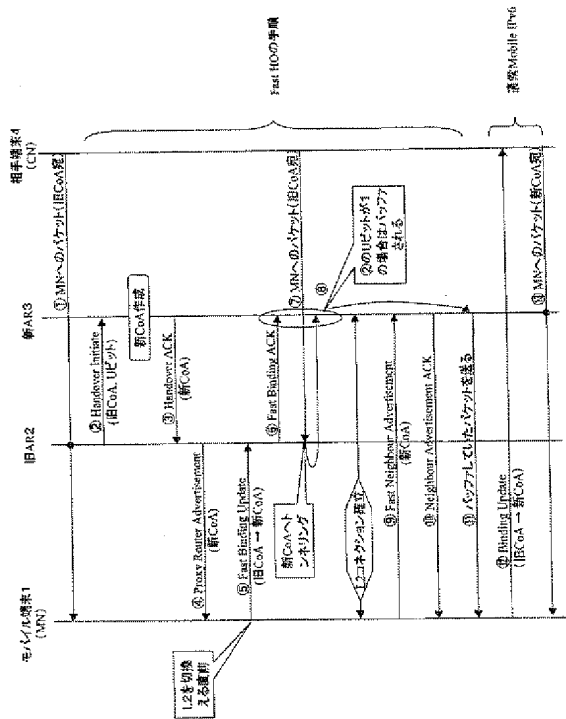 モバイル端末1
(MN)
旧AR2
新AR3
相手端末4
(CN)
① MNへのパケット(旧CoA宛)
② Handover Initiate
(旧CoA, Uビット)
新CoA作成
③ Handover ACK
(新CoA)
④ Proxy Router Advertisement
(新CoA)
L2を切換
える直前
⑤ Fast Binding Update
(旧CoA → 新CoA)
⑥ Fast Binding ACK
⑦ MNへのパケット(旧CoA宛)
新CoAへト
ンネリング
⑧
②のUビットが1
の場合はバッファ
される
L2コネクション確立
⑨ Fast Neighbour Advertisement
(新CoA)
⑩ Neighbour Advertisement ACK
⑪ バッファしていたパケットを送る
⑫ Binding Update
(旧CoA → 新CoA)
⑬ MNへのパケット(新CoA宛)
Fast HOの手順
通常Mobile IPv6